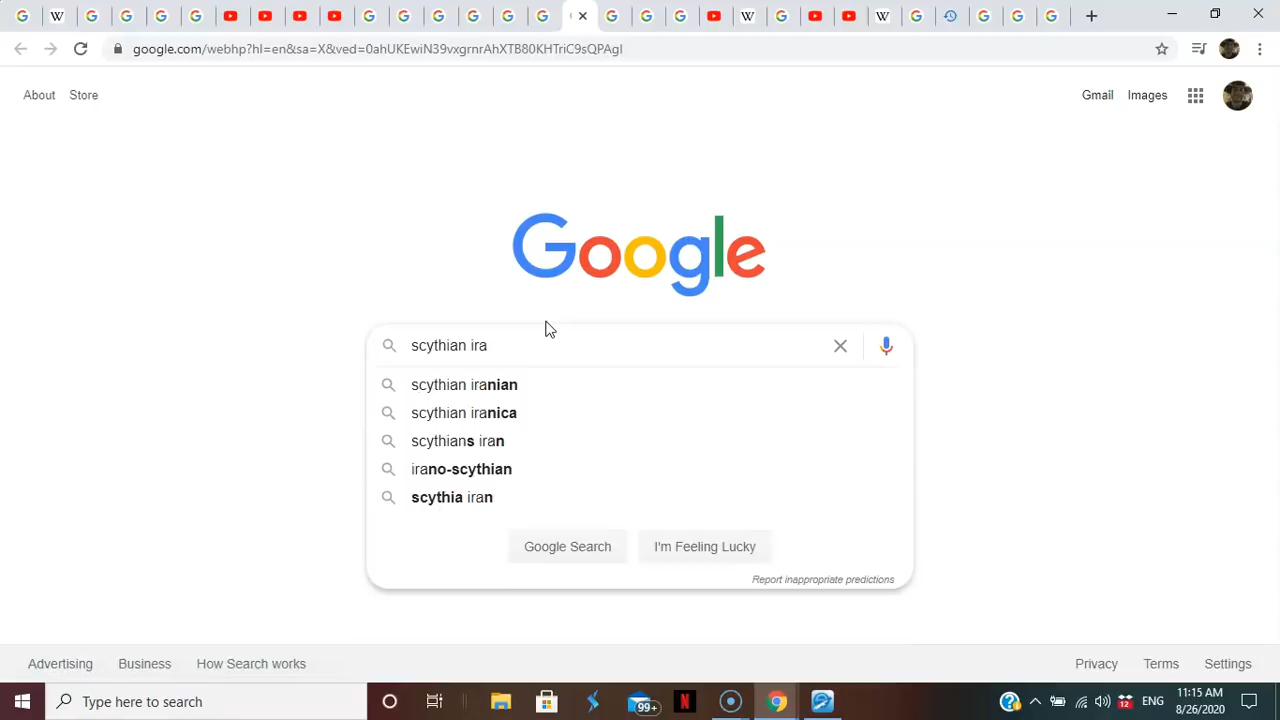 google.com/webhp?hl=en&sa=X&ved=0ahUKEwiN39vxgrnrAhXTB80KHTriC9sQPAgI
About Store Gmail Images
Google
scythian ira
scythian iranian
scythian iranica
scythians iran
irano-scythian
scythia iran
Google Search I'm Feeling Lucky
Report inappropriate predictions
Advertising Business How Search works Privacy Terms Settings
Type here to search 99+ N 12 ENG 11:15 AM
8/26/2020